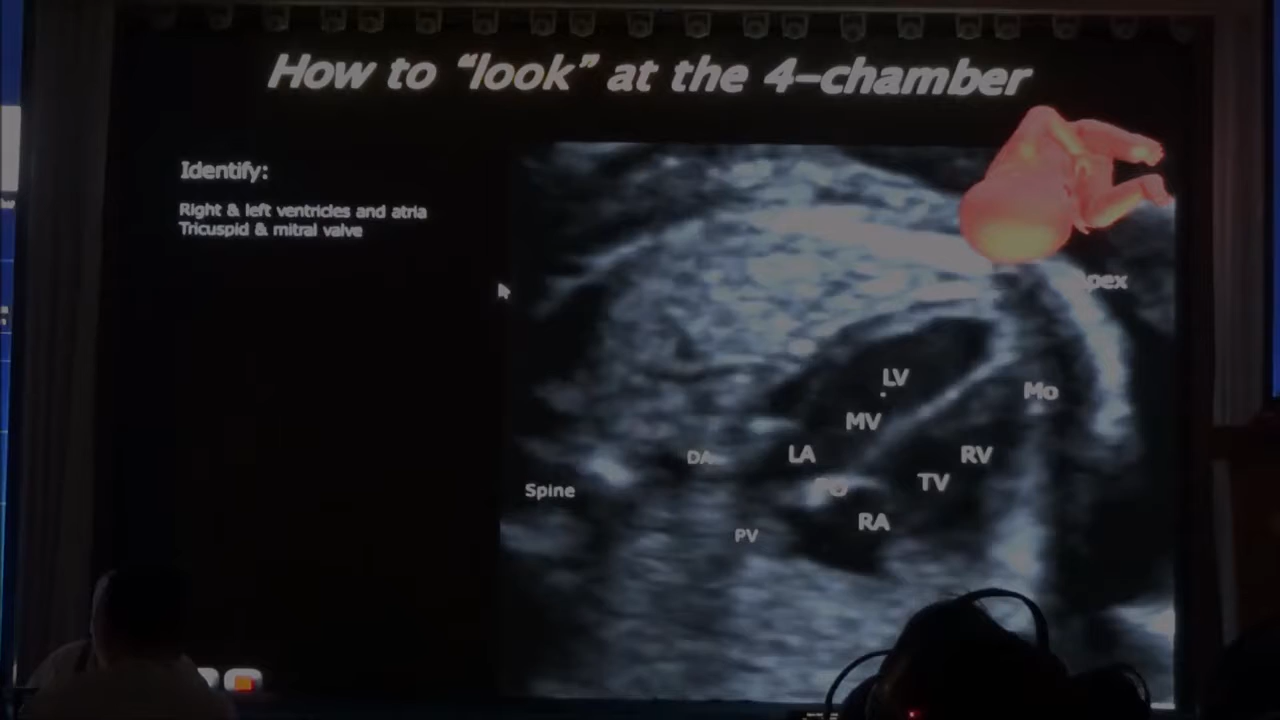 How to “look” at the 4-chamber
Identify:
Right & left ventricles and atria
Tricuspid & mitral valve
pex
LV
Mo
MV
LA
RV
DA
TV
Spine
RA
PV